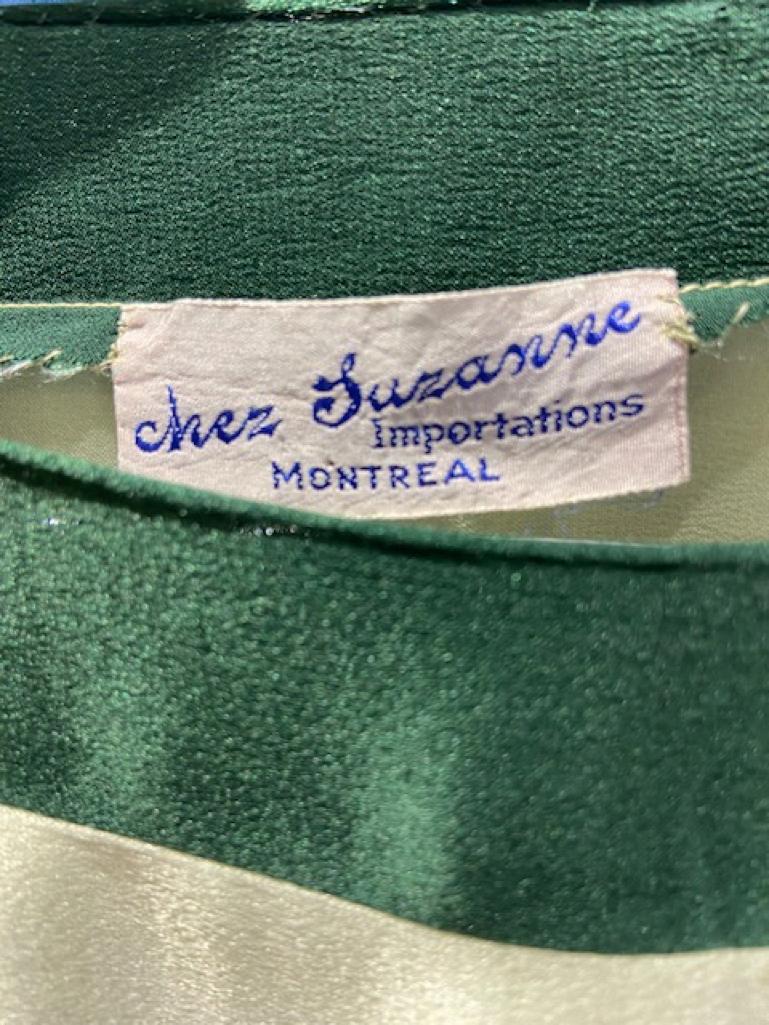 Chez Suzanne
Importations
MONTREAL